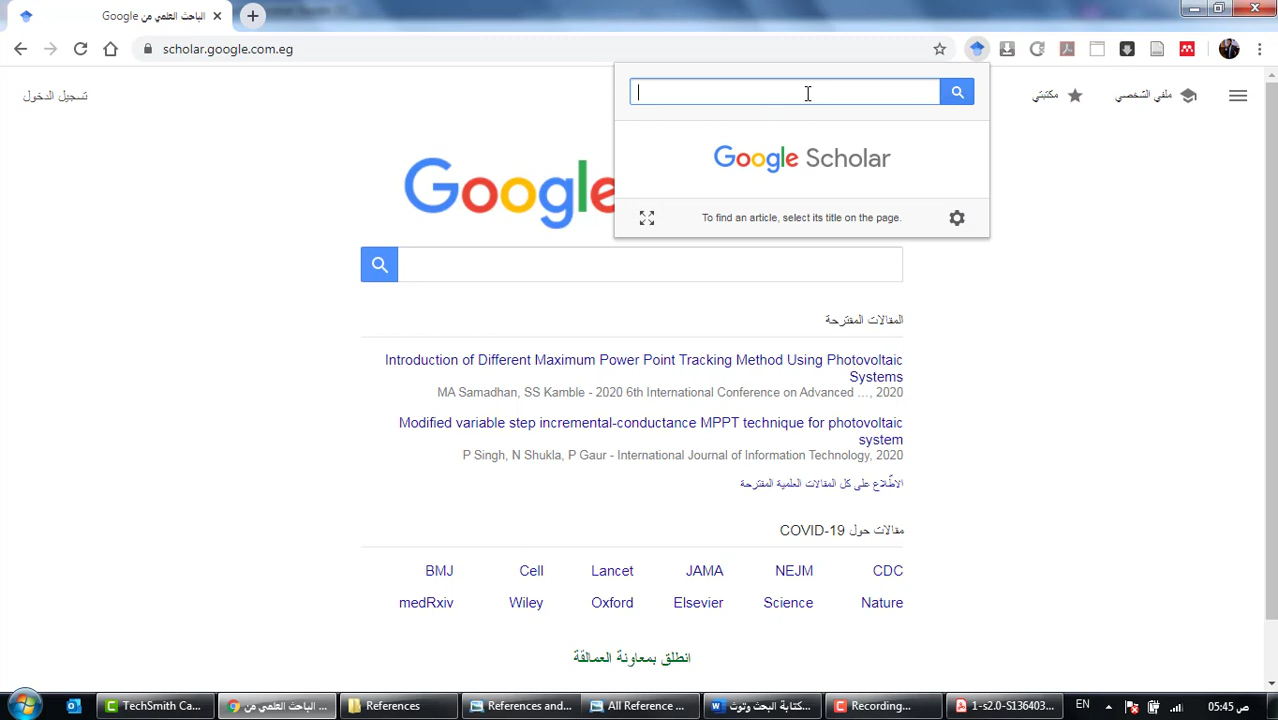 الباحث العلمي من Google
scholar.google.com.eg
تسجيل الدخول
مكتبتي
ملفي الشخصي
Google Scholar
To find an article, select its title on the page.
Google
المقالات المقترحة
Introduction of Different Maximum Power Point Tracking Method Using Photovoltaic
Systems
MA Samadhan, SS Kamble - 2020 6th International Conference on Advanced …, 2020
Modified variable step incremental-conductance MPPT technique for photovoltaic
system
P Singh, N Shukla, P Gaur - International Journal of Information Technology, 2020
الاطّلاع على كل المقالات العلمية المقترحة
مقالات حول COVID-19
BMJ Cell Lancet JAMA NEJM CDC
medRxiv Wiley Oxford Elsevier Science Nature
انطلق بمعاونة العمالقة
TechSmith Ca... الباحث العلمي من ... References References and... All Reference ... كتابة البحث وتوث... Recording... 1-s2.0-S136403... EN 05:45 ص